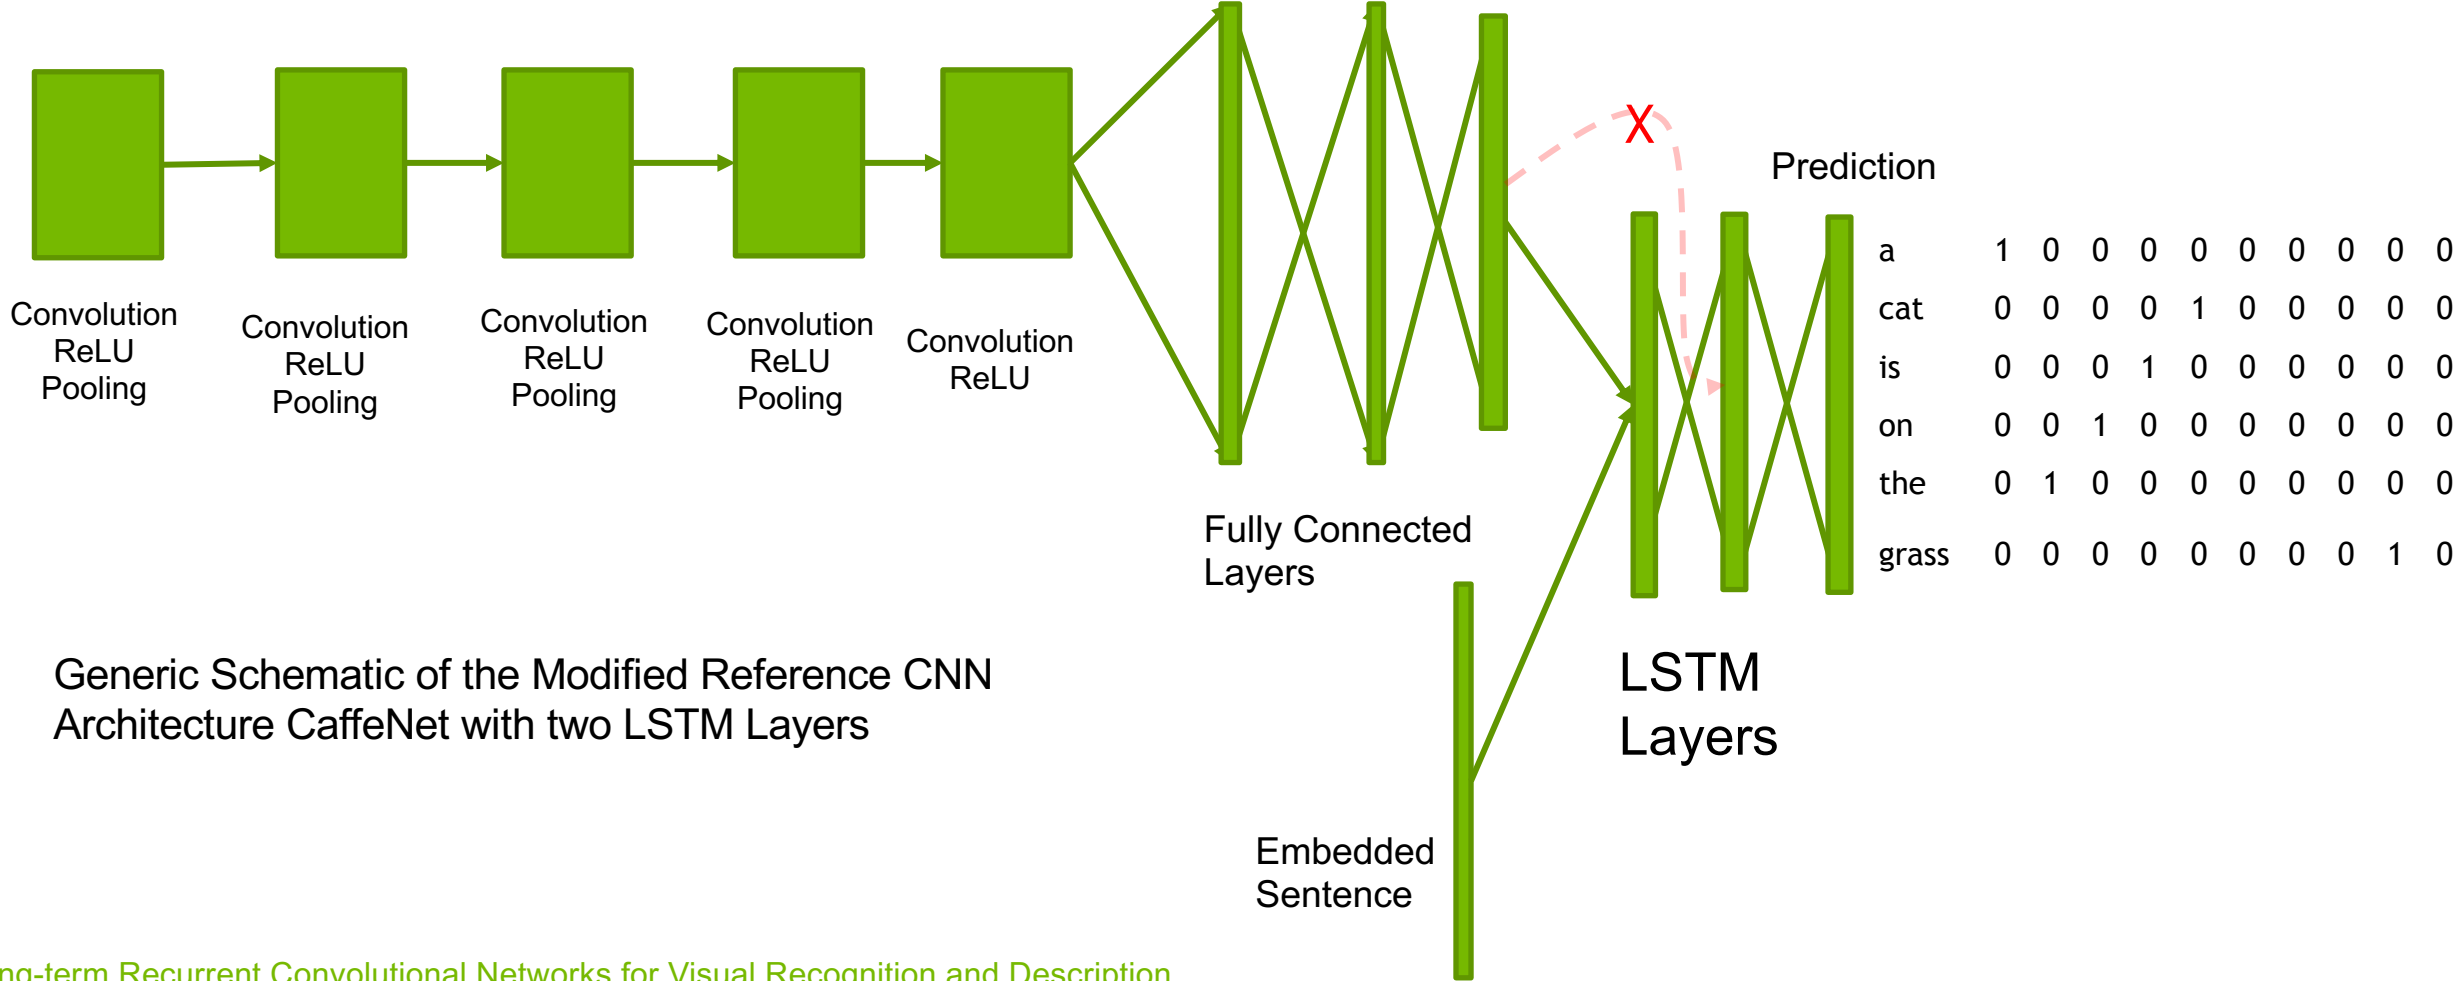 Convolution
ReLU
Pooling
Convolution
ReLU
Pooling
Convolution
ReLU
Pooling
Convolution
ReLU
Pooling
Convolution
ReLU
Fully Connected
Layers
X
Prediction
a 1 0 0 0 0 0 0 0 0 0
cat 0 0 0 0 1 0 0 0 0 0
is 0 0 0 1 0 0 0 0 0 0
on 0 0 1 0 0 0 0 0 0 0
the 0 1 0 0 0 0 0 0 0 0
grass 0 0 0 0 0 0 0 0 1 0
LSTM
Layers
Embedded
Sentence
Generic Schematic of the Modified Reference CNN
Architecture CaffeNet with two LSTM Layers
ng-term Recurrent Convolutional Networks for Visual Recognition and Description